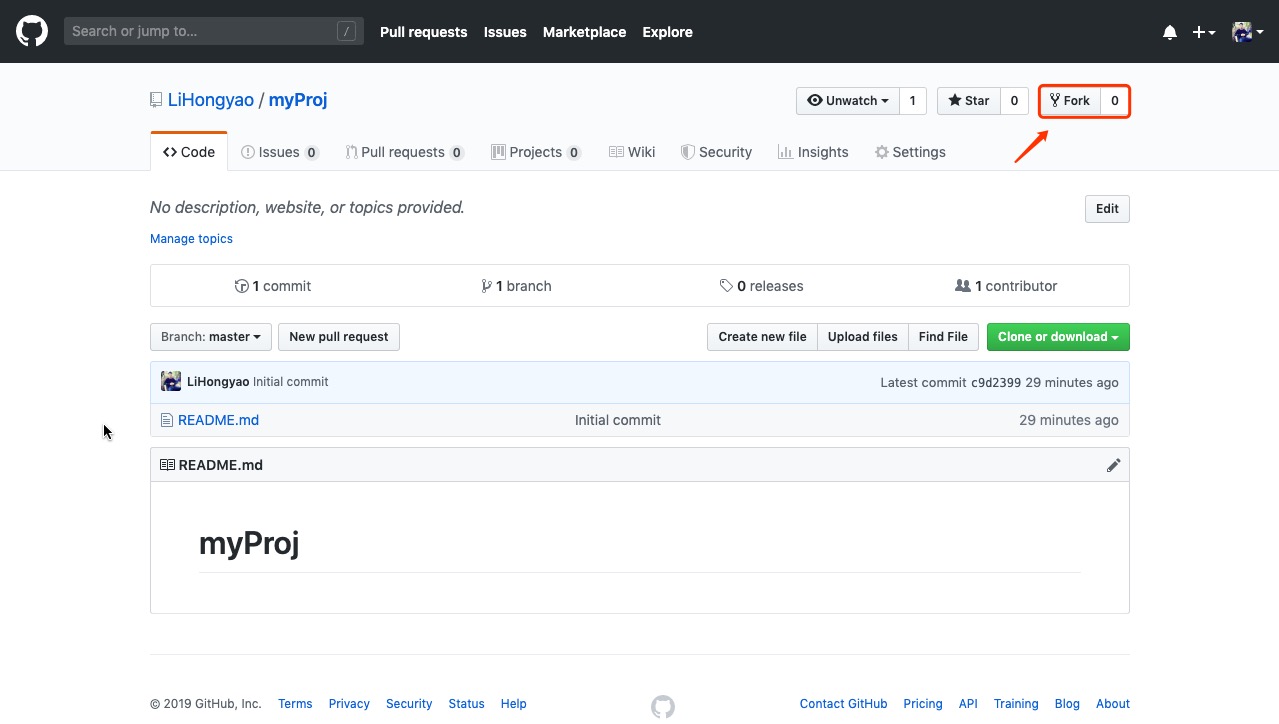 Search or jump to... / Pull requests Issues Marketplace Explore
LiHongyao / myProj Unwatch 1 Star 0 Fork 0
Code Issues 0 Pull requests 0 Projects 0 Wiki Security Insights Settings
No description, website, or topics provided. Edit
Manage topics
1 commit 1 branch 0 releases 1 contributor
Branch: master New pull request Create new file Upload files Find File Clone or download
LiHongyao Initial commit Latest commit c9d2399 29 minutes ago
README.md Initial commit 29 minutes ago
README.md
myProj
© 2019 GitHub, Inc. Terms Privacy Security Status Help Contact GitHub Pricing API Training Blog About